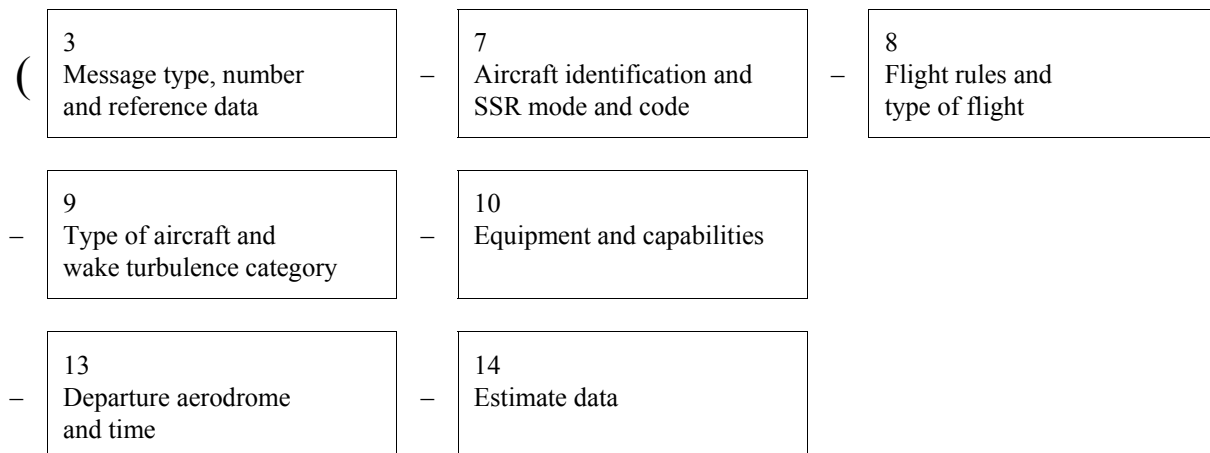 (
3
Message type, number
and reference data
–
7
Aircraft identification and
SSR mode and code
–
8
Flight rules and
type of flight
–
9
Type of aircraft and
wake turbulence category
–
10
Equipment and capabilities
–
13
Departure aerodrome
and time
–
14
Estimate data